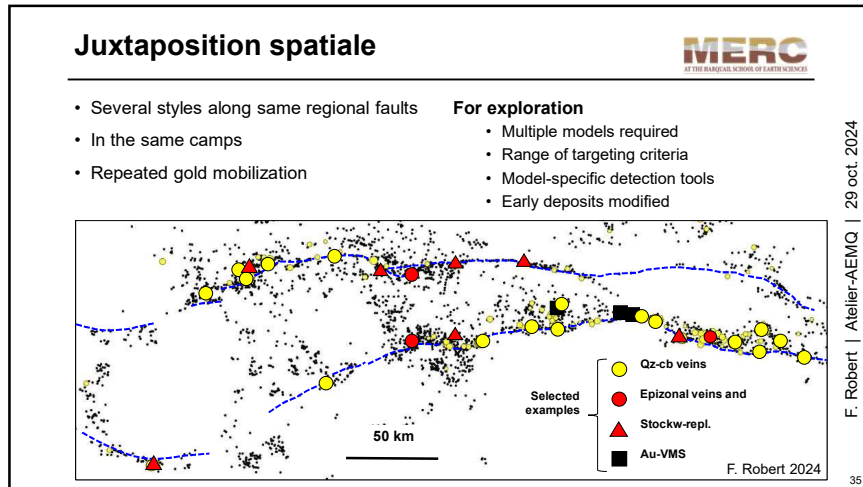 Juxtaposition spatiale
MERC
AT THE HARQUAIL SCHOOL OF EARTH SCIENCES
• Several styles along same regional faults
• In the same camps
• Repeated gold mobilization
For exploration
• Multiple models required
• Range of targeting criteria
• Model-specific detection tools
• Early deposits modified
50 km
Selected
examples
Qz-cb veins
Epizonal veins and
Stockw-repl.
Au-VMS
F. Robert 2024
F. Robert | Atelier-AEMQ | 29 oct. 2024
35